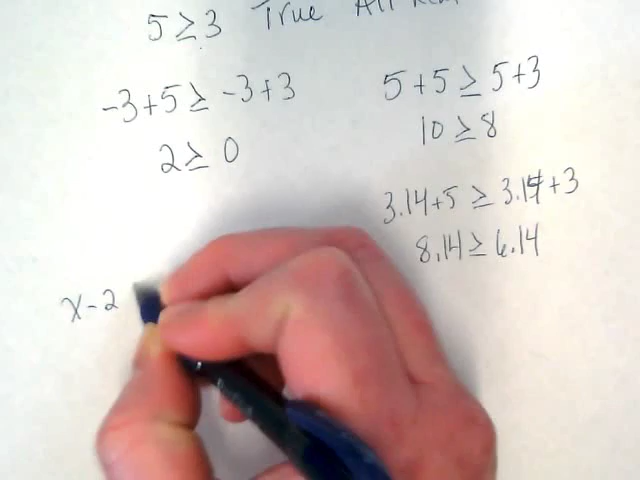 5 ≥ 3 True All
-3+5 ≥ -3+3
2 ≥ 0
5+5 ≥ 5+3
10 ≥ 8
3.14+5 ≥ 3.14+3
8.14 ≥ 6.14
x-2